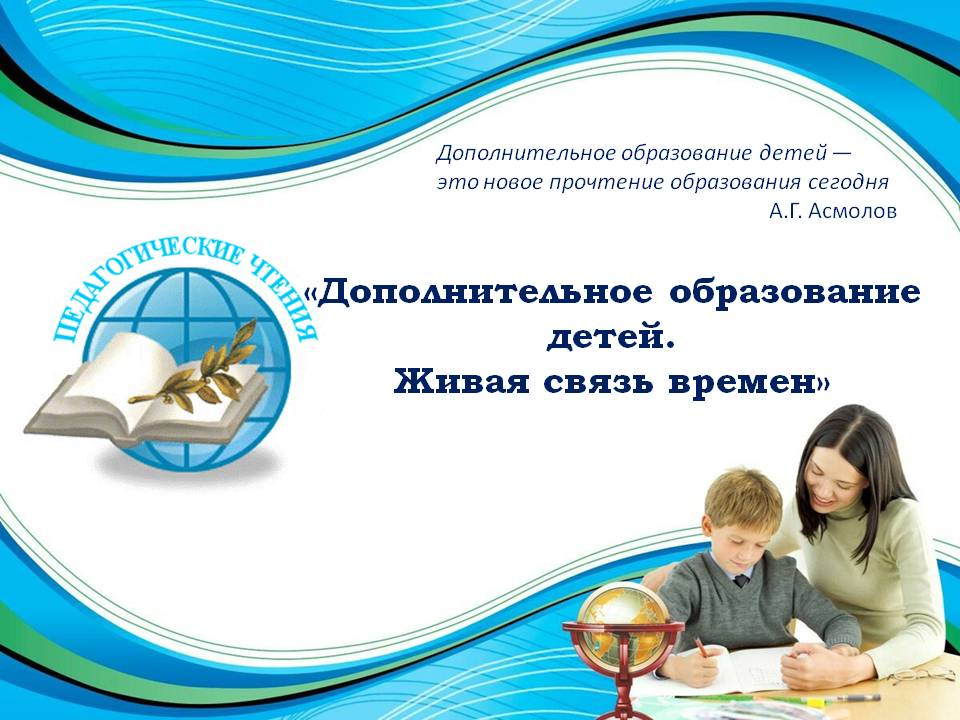 Дополнительное образование детей —
это новое прочтение образования сегодня
А.Г. Асмолов
ПЕДАГОГИЧЕСКИЕ ЧТЕНИЯ
«Дополнительное образование
детей.
Живая связь времен»